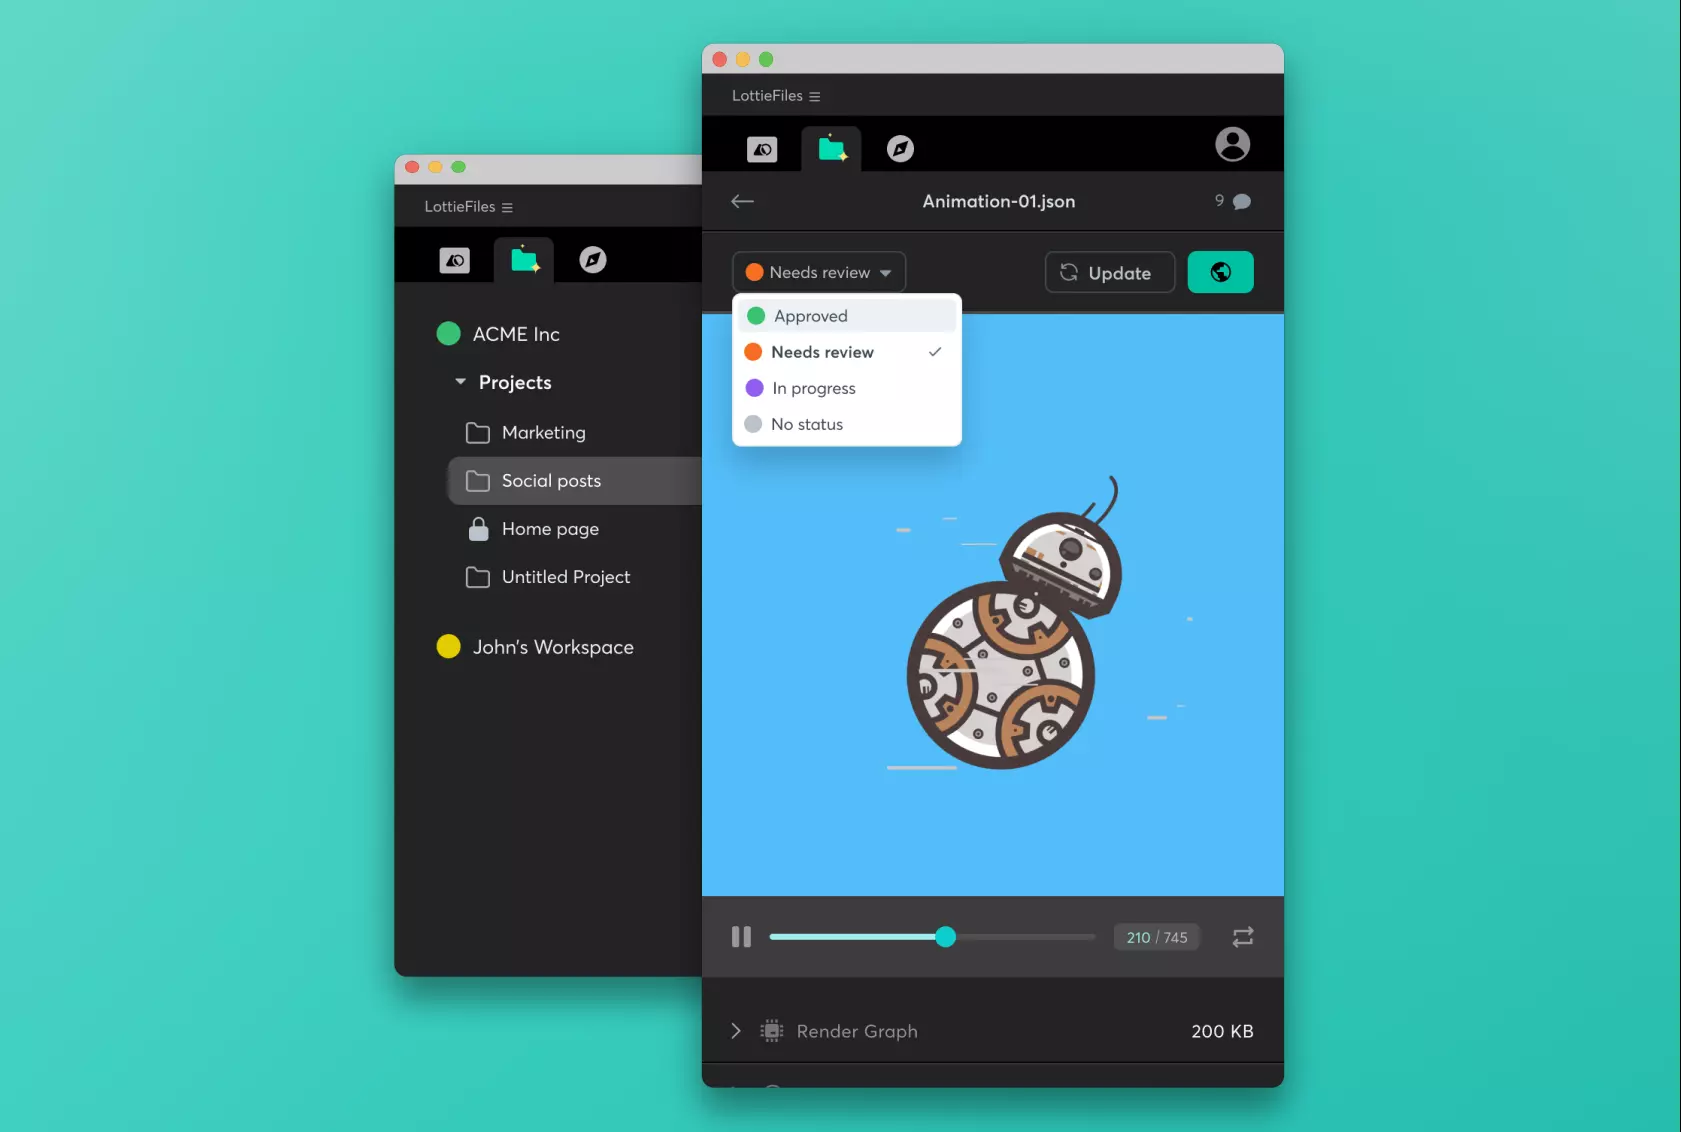 LottieFiles
ACME Inc
Projects
Marketing
Social posts
Home page
Untitled Project
John's Workspace
LottieFiles
Animation-01.json
9
Needs review
Update
Approved
Needs review
In progress
No status
210 / 745
Render Graph
200 KB